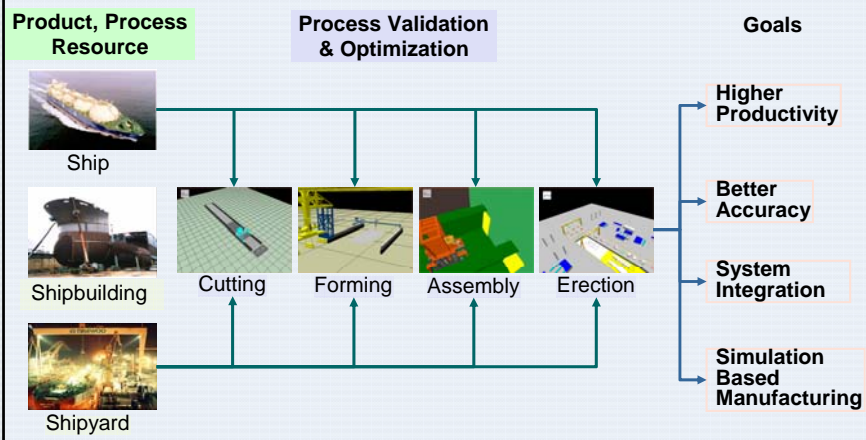 Product, Process
Resource
Process Validation
& Optimization
Goals
Ship
Shipbuilding
Shipyard
Cutting
Forming
Assembly
Erection
Higher
Productivity
Better
Accuracy
System
Integration
Simulation
Based
Manufacturing